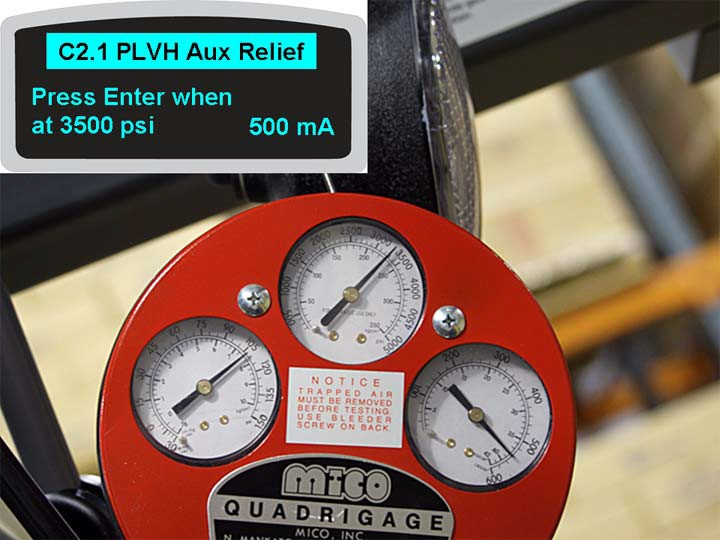 C2.1 PLVH Aux Relief
Press Enter when
at 3500 psi 500 mA
500
1000
1500
2000
2500
3000
3500
4000
4500
5000
50
100
150
200
250
300
350
psi
30
45
60
75
90
105
120
135
150
100
200
300
400
500
600
NOTICE
TRAPPED AIR
MUST BE REMOVED
BEFORE TESTING.
USE BLEEDER
SCREW ON BACK
MICO
QUADRIGAGE
MICO, INC.